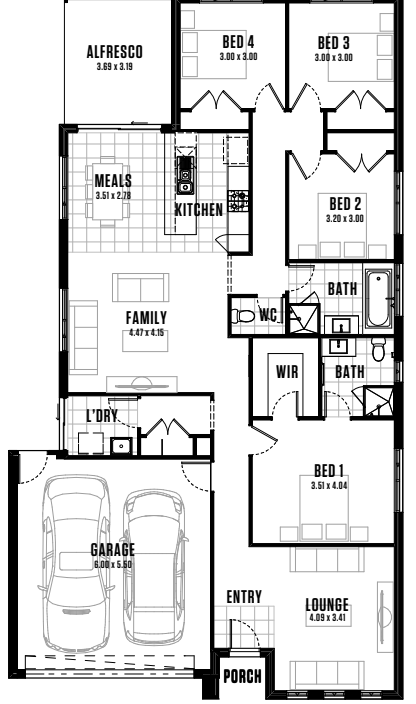 BED 4
3.00 x 3.00
BED 3
3.00 x 3.00
ALFRESCO
3.69 x 3.19
MEALS
3.51 x 2.78
KITCHEN
BED 2
3.20 x 3.00
BATH
WC
FAMILY
4.47 x 4.15
WIR
BATH
L'DRY
BED 1
3.51 x 4.04
GARAGE
6.00 x 5.50
ENTRY
LOUNGE
4.09 x 3.41
PORCH